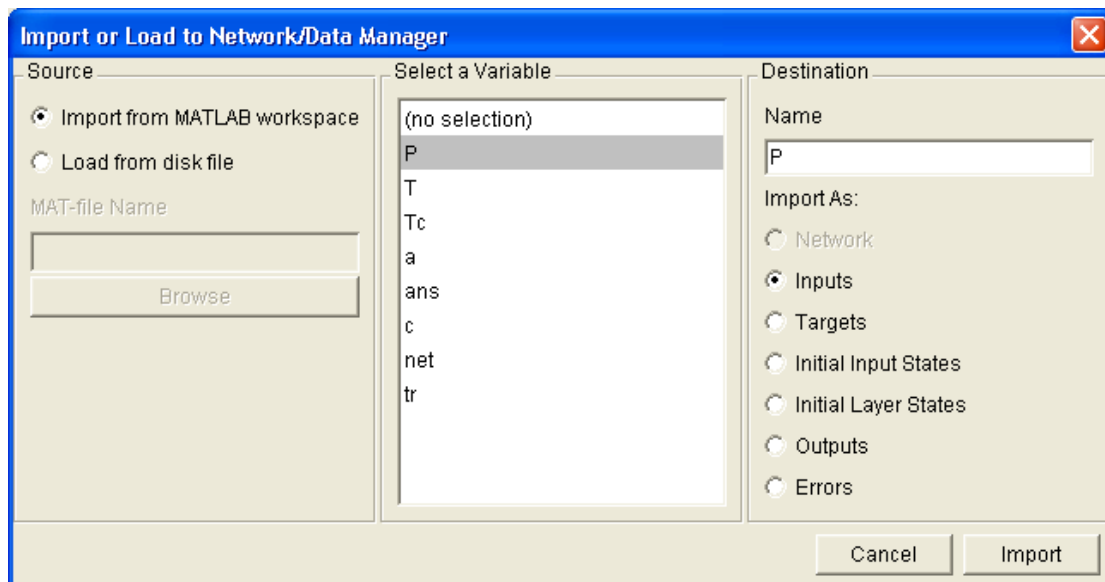 Import or Load to Network/Data Manager
Source
Import from MATLAB workspace
Load from disk file
MAT-file Name
Browse
Select a Variable
(no selection)
P
T
Tc
a
ans
c
net
tr
Destination
Name
P
Import As:
Network
Inputs
Targets
Initial Input States
Initial Layer States
Outputs
Errors
Cancel
Import